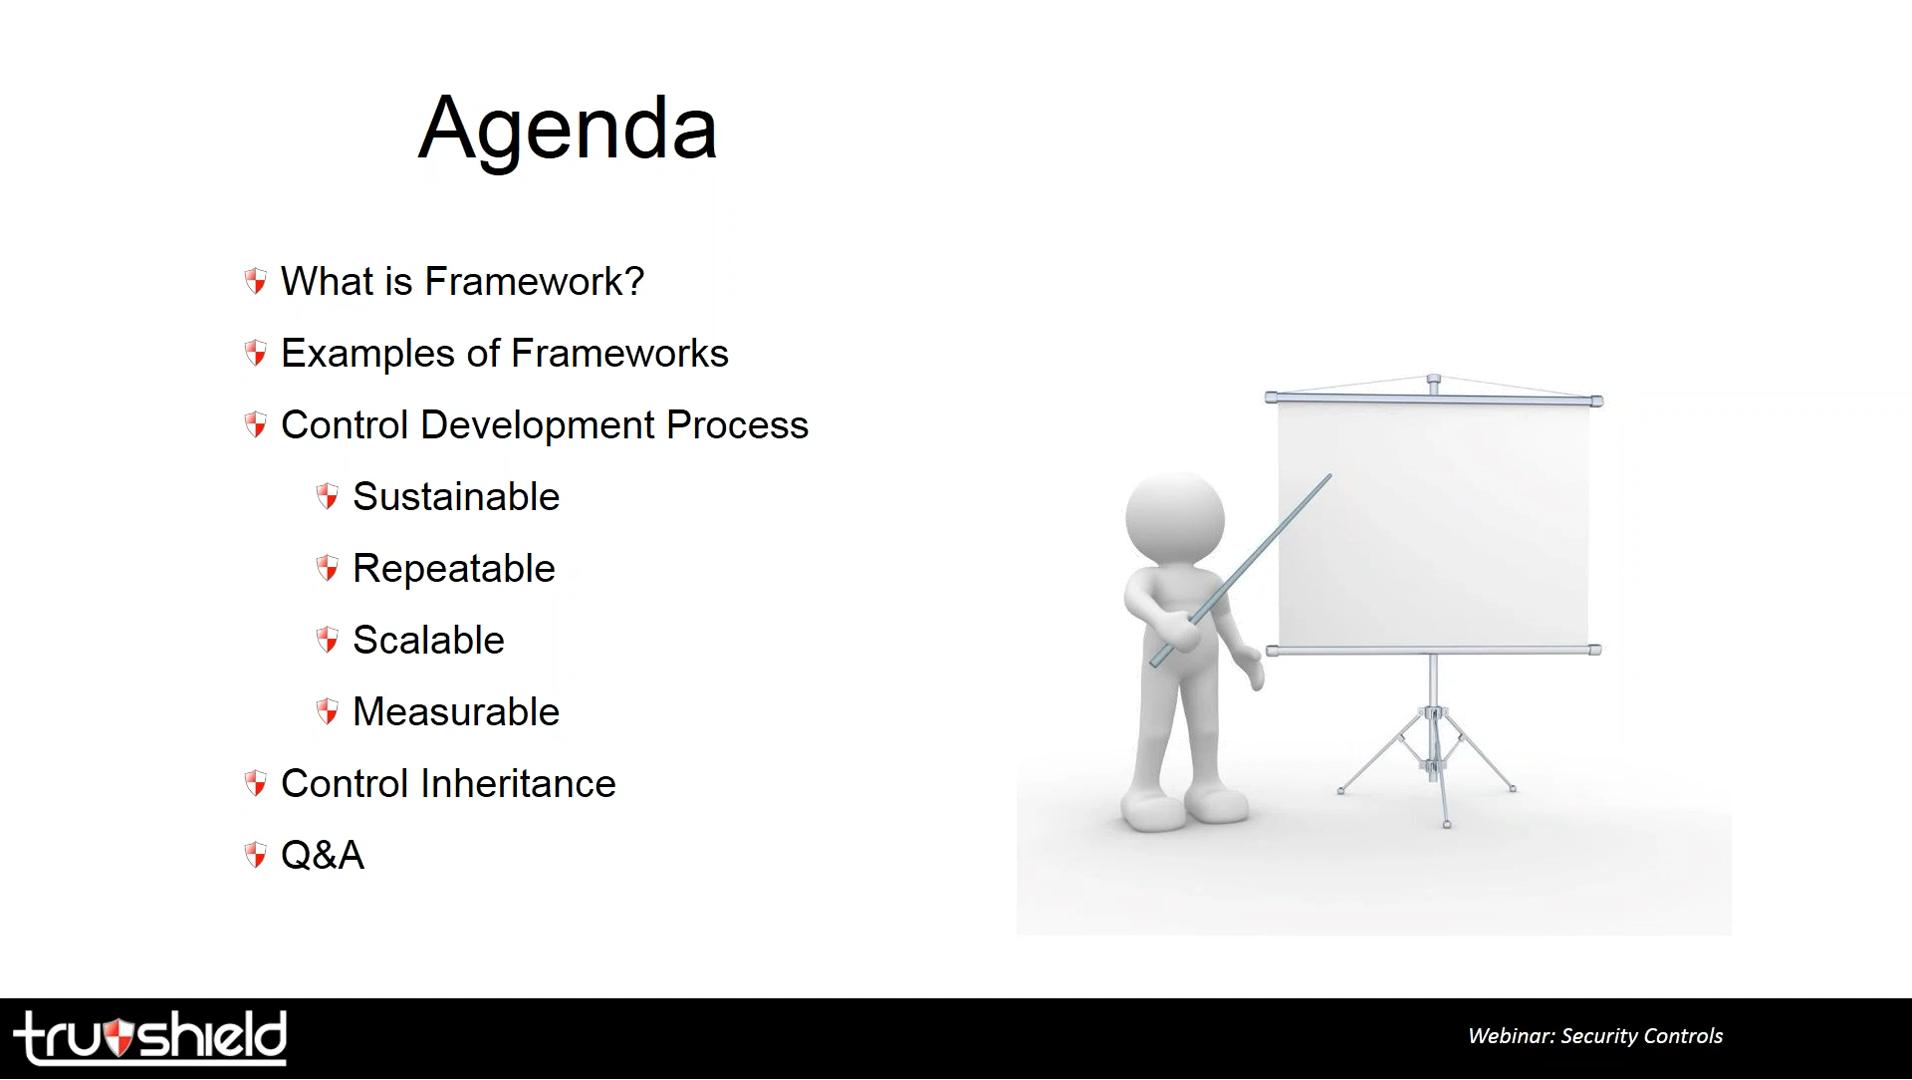 Agenda
What is Framework?
Examples of Frameworks
Control Development Process
Sustainable
Repeatable
Scalable
Measurable
Control Inheritance
Q&A
trushield
Webinar: Security Controls